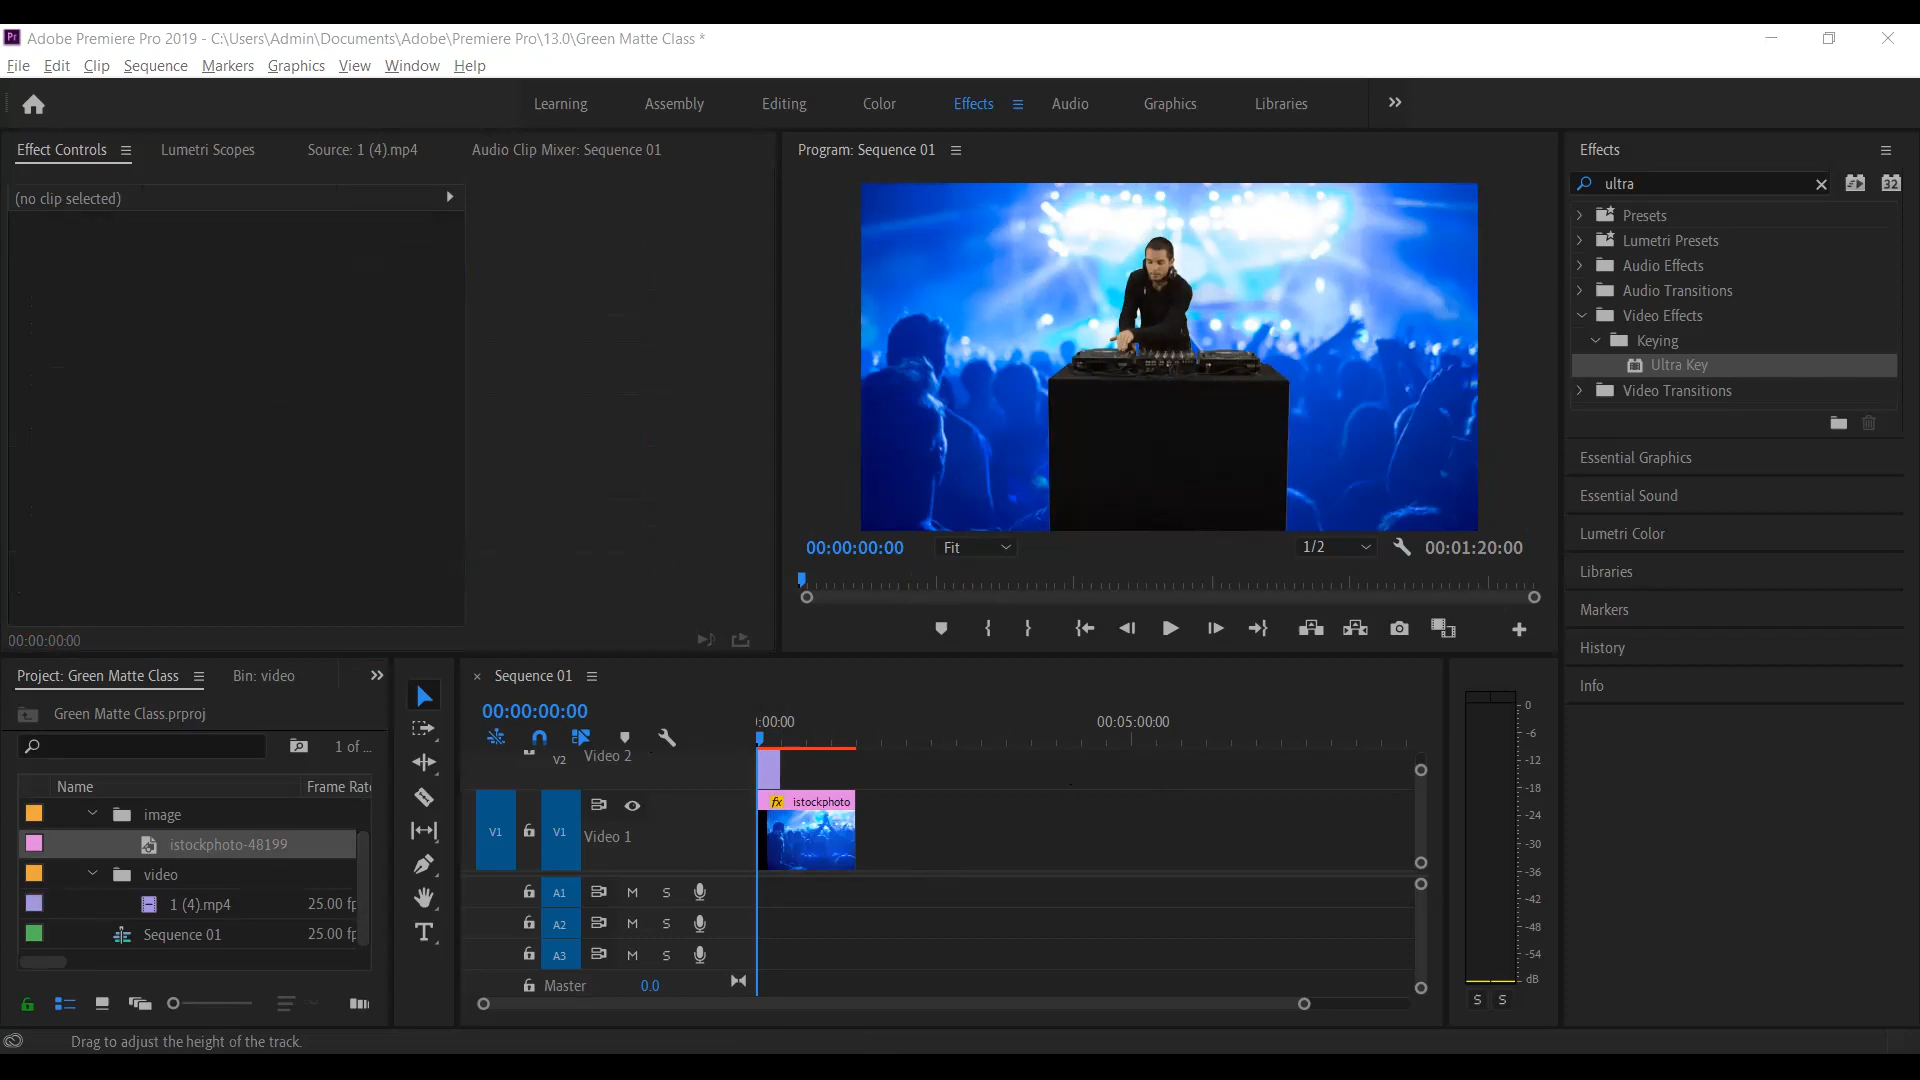 Adobe Premiere Pro 2019 - C:\Users\Admin\Documents\Adobe\Premiere Pro\13.0\Green Matte Class *
File Edit Clip Sequence Markers Graphics View Window Help
Learning Assembly Editing Color Effects Audio Graphics Libraries
Effect Controls Lumetri Scopes Source: 1 (4).mp4 Audio Clip Mixer: Sequence 01
(no clip selected)
00:00:00:00
Program: Sequence 01
00:00:00:00 Fit 1/2 00:01:20:00
Effects
ultra
32
Presets
Lumetri Presets
Audio Effects
Audio Transitions
Video Effects
Keying
Ultra Key
Video Transitions
Essential Graphics
Essential Sound
Lumetri Color
Libraries
Markers
History
Info
Project: Green Matte Class Bin: video
Green Matte Class.prproj
1 of ...
Name Frame Rate
image
istockphoto-48199
video
1 (4).mp4 25.00 fp
Sequence 01 25.00 fp
T
× Sequence 01
00:00:00:00
:00:00 00:05:00:00
V2 Video 2
V1 V1 Video 1
fx istockphoto
A1 M S
A2 M S
A3 M S
Master 0.0
0
-6
-12
-18
-24
-30
-36
-42
-48
-54
dB
S S
Drag to adjust the height of the track.